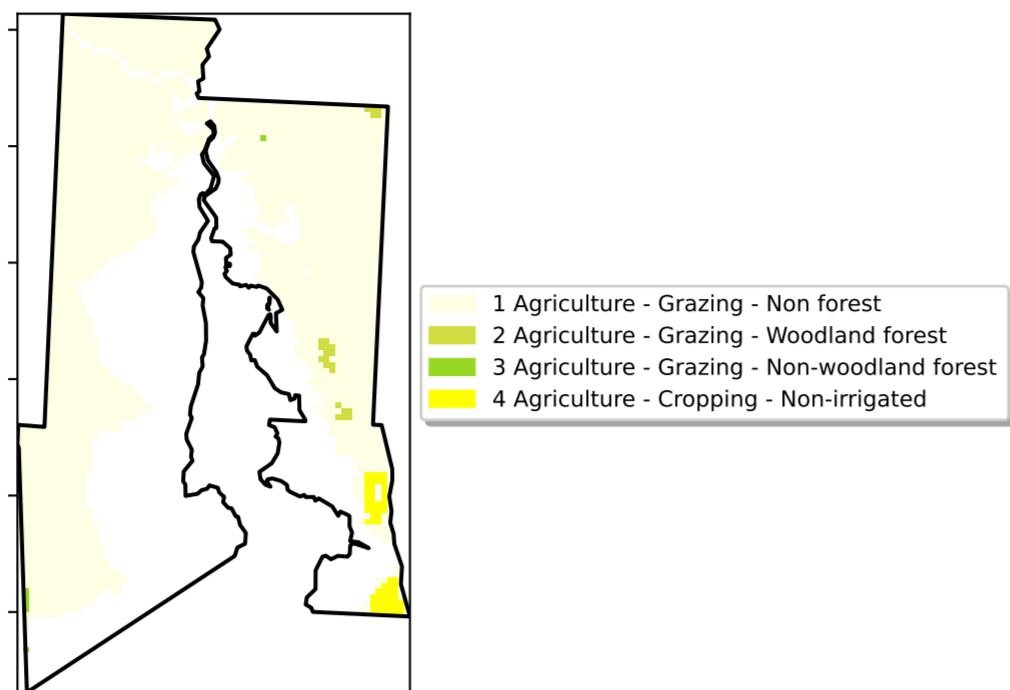 1 Agriculture - Grazing - Non forest
2 Agriculture - Grazing - Woodland forest
3 Agriculture - Grazing - Non-woodland forest
4 Agriculture - Cropping - Non-irrigated